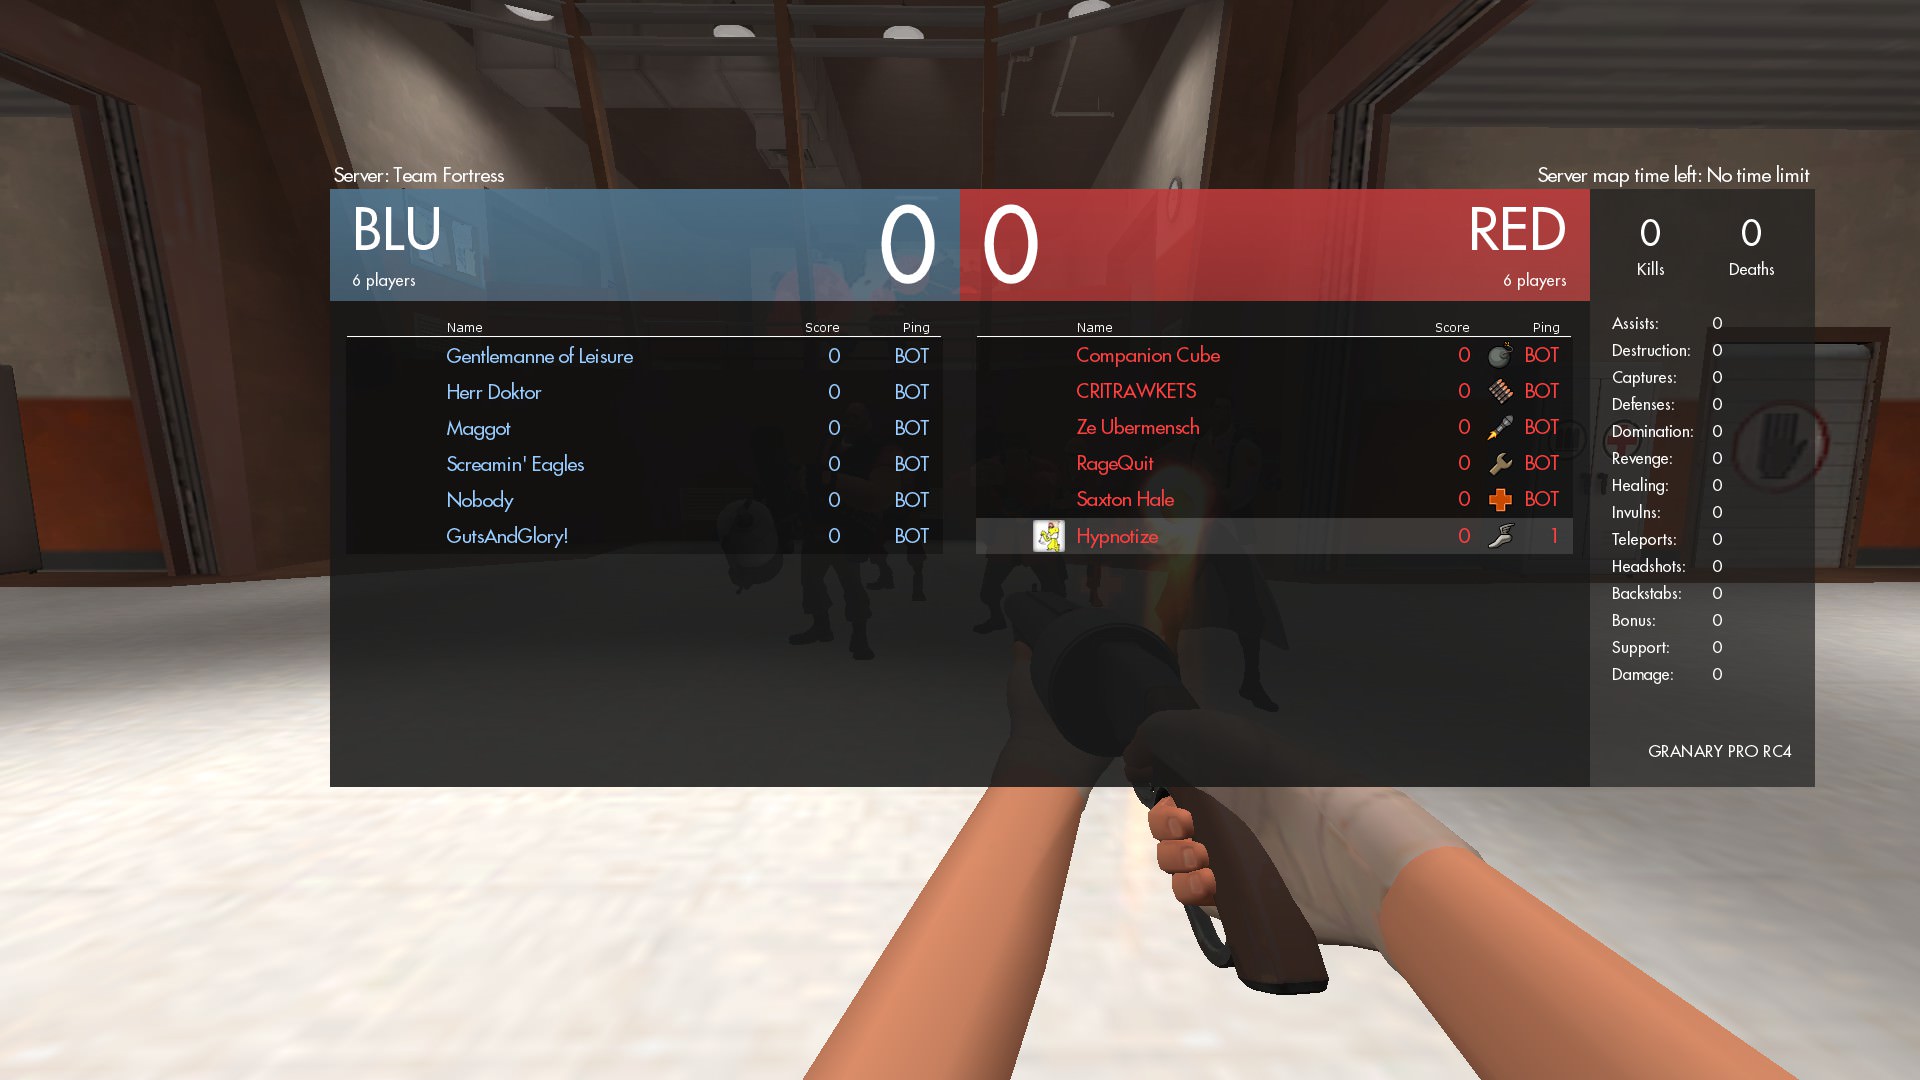 Server: Team Fortress
Server map time left: No time limit
BLU
6 players
0
0
RED
6 players
Name Score Ping
Gentlemanne of Leisure 0 BOT
Herr Doktor 0 BOT
Maggot 0 BOT
Screamin' Eagles 0 BOT
Nobody 0 BOT
GutsAndGlory! 0 BOT
Name Score Ping
Companion Cube 0 BOT
CRITRAWKETS 0 BOT
Ze Ubermensch 0 BOT
RageQuit 0 BOT
Saxton Hale 0 BOT
Hypnotize 0 1
0 0
Kills Deaths
Assists: 0
Destruction: 0
Captures: 0
Defenses: 0
Domination: 0
Revenge: 0
Healing: 0
Invulns: 0
Teleports: 0
Headshots: 0
Backstabs: 0
Bonus: 0
Support: 0
Damage: 0
GRANARY PRO RC4